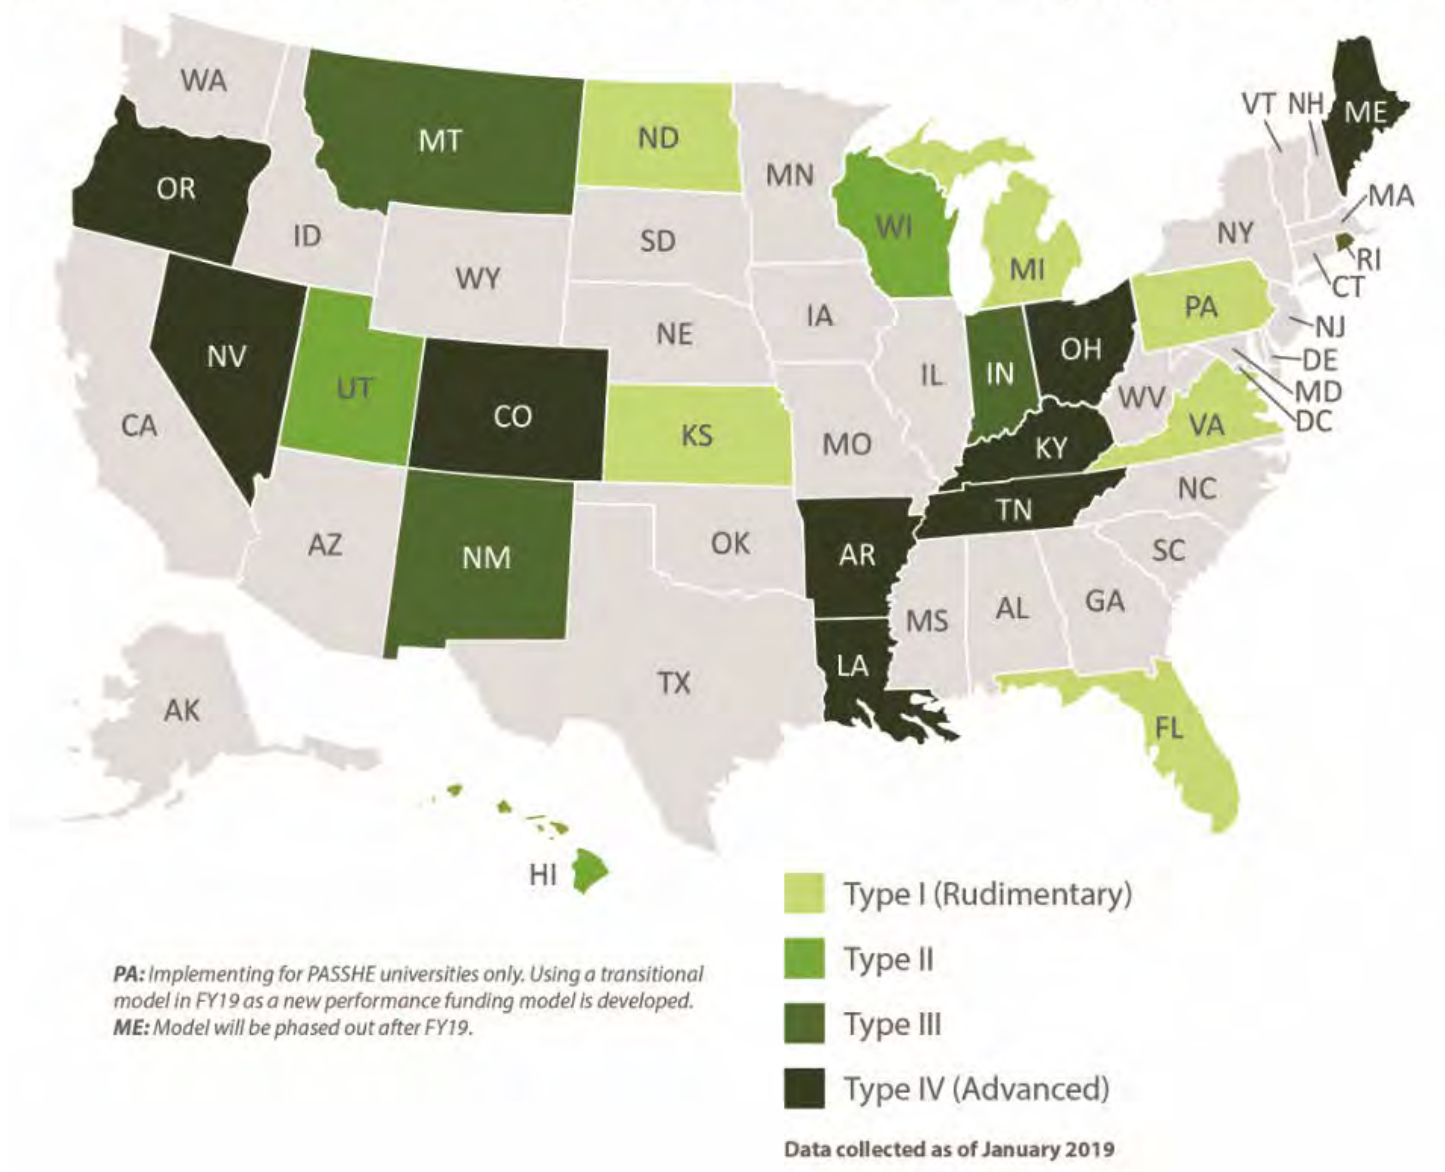 WA
MT
ND
MN
VT NH
ME
OR
ID
SD
WI
MI
NY
MA
RI
CT
WY
NE
IA
PA
NJ
DE
MD
DC
NV
UT
CO
KS
IL
IN
OH
WV
VA
CA
MO
KY
NC
AZ
NM
OK
AR
TN
SC
MS
AL
GA
TX
LA
AK
FL
HI
PA: Implementing for PASSHE universities only. Using a transitional
model in FY19 as a new performance funding model is developed.
ME: Model will be phased out after FY19.
Type I (Rudimentary)
Type II
Type III
Type IV (Advanced)
Data collected as of January 2019